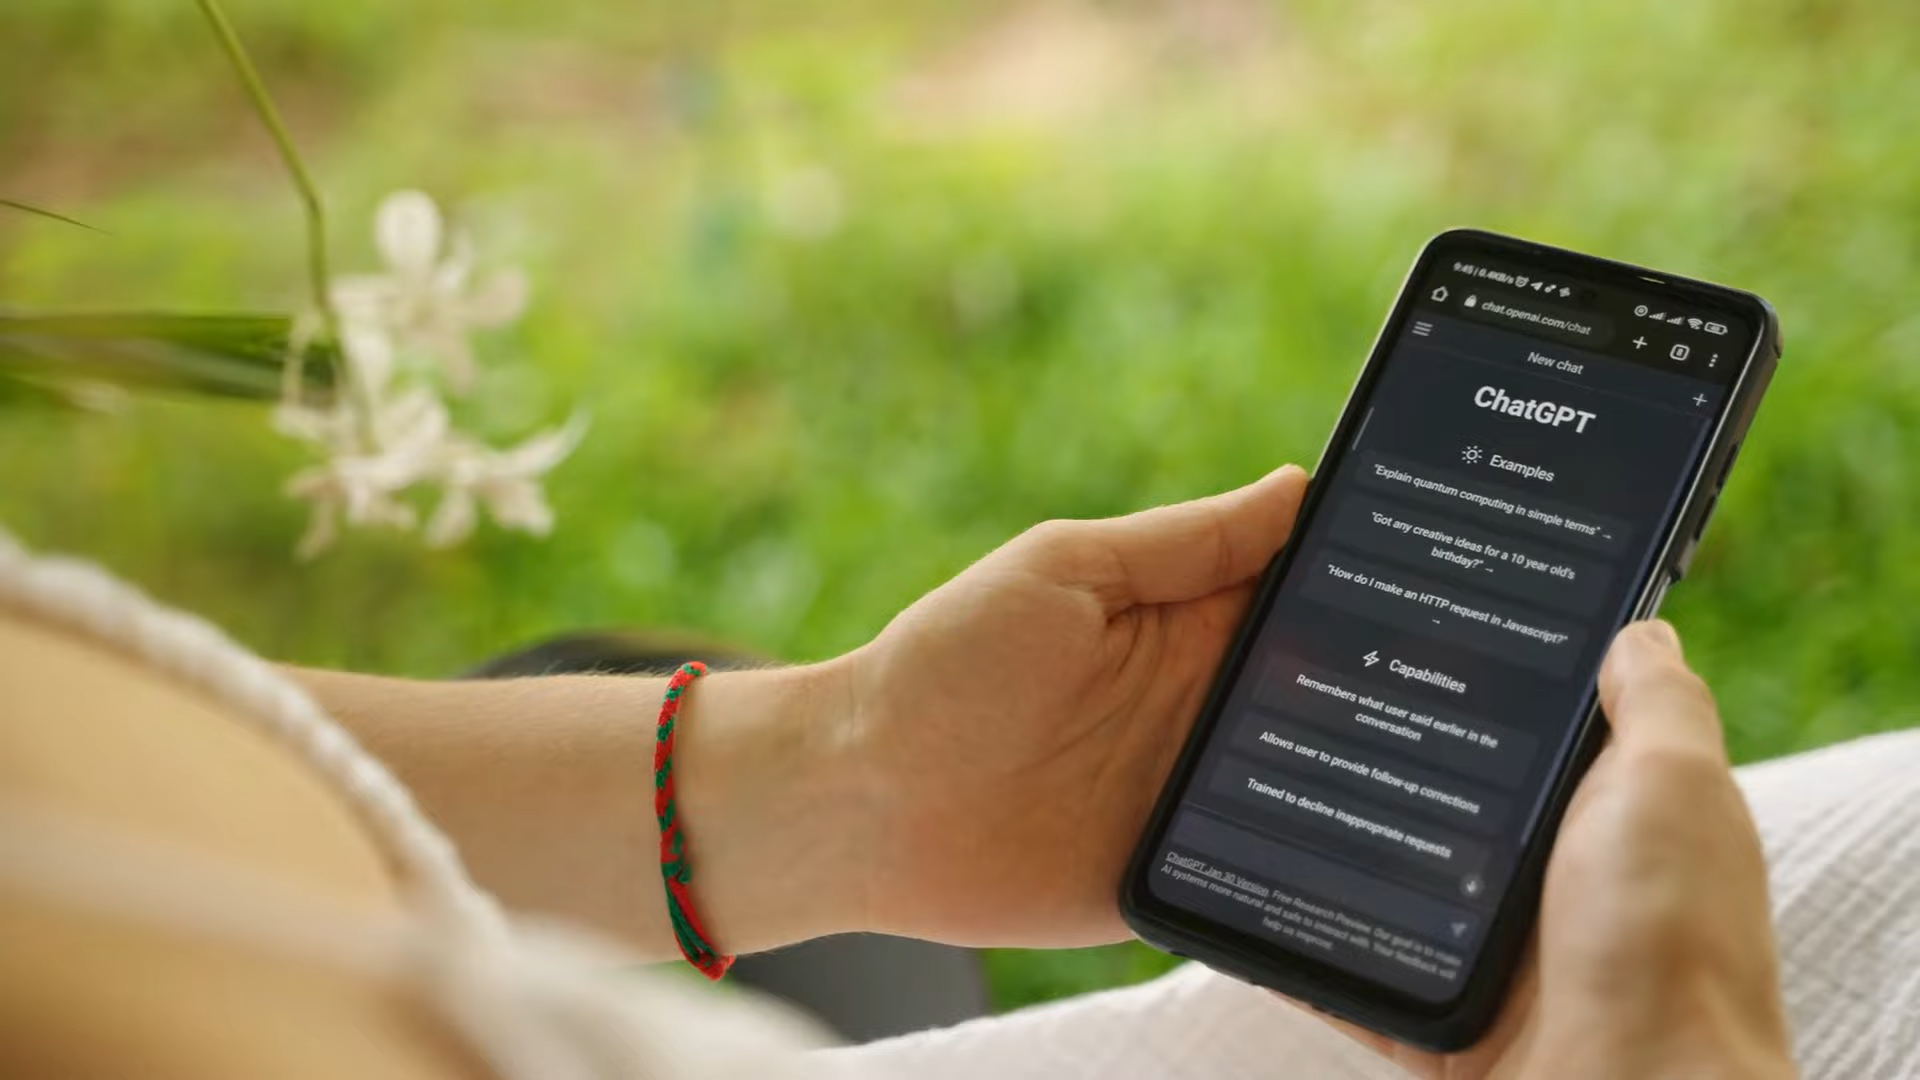 9:45 | 0.4KB/s
chat.openai.com/chat
New chat
ChatGPT
Examples
"Explain quantum computing in simple terms" →
"Got any creative ideas for a 10 year old's
birthday?" →
"How do I make an HTTP request in Javascript?"
→
Capabilities
Remembers what user said earlier in the
conversation
Allows user to provide follow-up corrections
Trained to decline inappropriate requests
ChatGPT Jan 30 Version. Free Research Preview. Our goal is to make
AI systems more natural and safe to interact with. Your feedback will
help us improve.